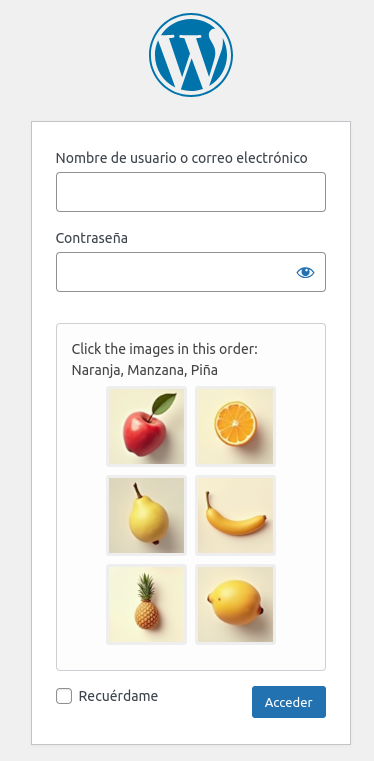 Nombre de usuario o correo electrónico
Contraseña
Click the images in this order:
Naranja, Manzana, Piña
Recuérdame
Acceder